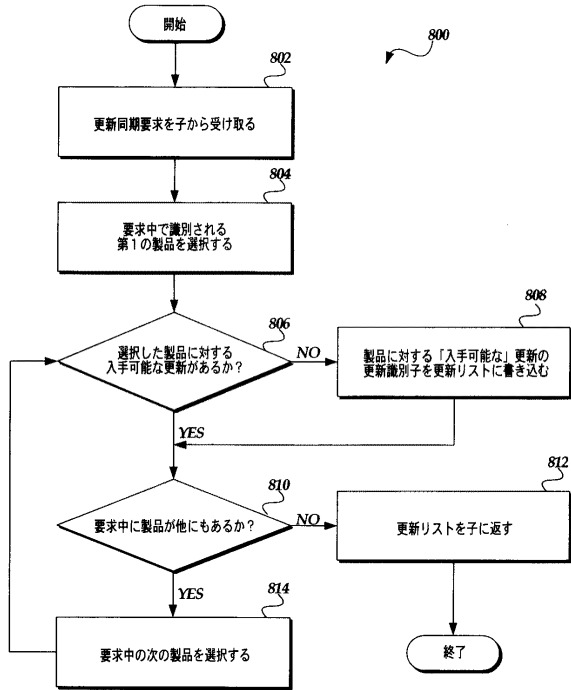 開始
800
802
更新同期要求を子から受け取る
804
要求中で識別される
第1の製品を選択する
806
選択した製品に対する
入手可能な更新があるか?
NO
808
製品に対する「入手可能な」更新の
更新識別子を更新リストに書き込む
YES
810
要求中に製品が他にもあるか?
NO
812
更新リストを子に返す
YES
814
要求中の次の製品を選択する
終了